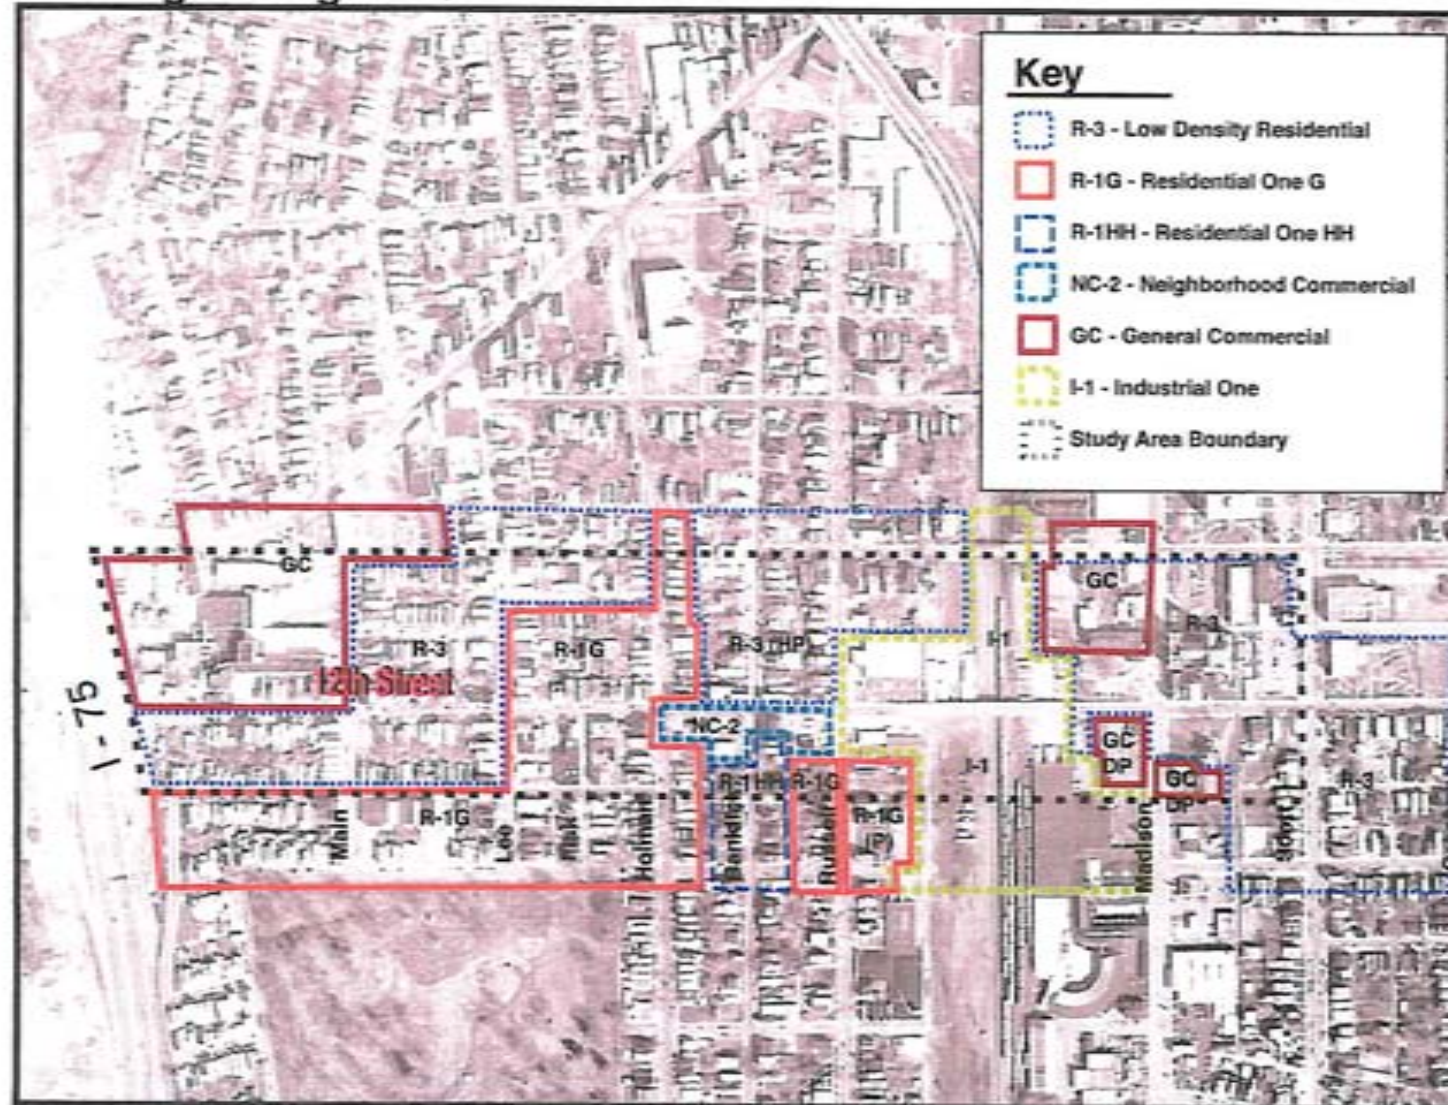 Key
R-3 - Low Density Residential
R-1G - Residential One G
R-1HH - Residential One HH
NC-2 - Neighborhood Commercial
GC - General Commercial
I-1 - Industrial One
Study Area Boundary
GC
GC
R-3
R-3
R-1G
R-3 (HP)
I-1
12th Street
I-75
NC-2
GC
DP
R-1HH
R-1G
I-1
GC
DP
R-3
R-1G
R-1G
(P)
Main
Lee
Holman
Banklick
Russell
Madison
Scott